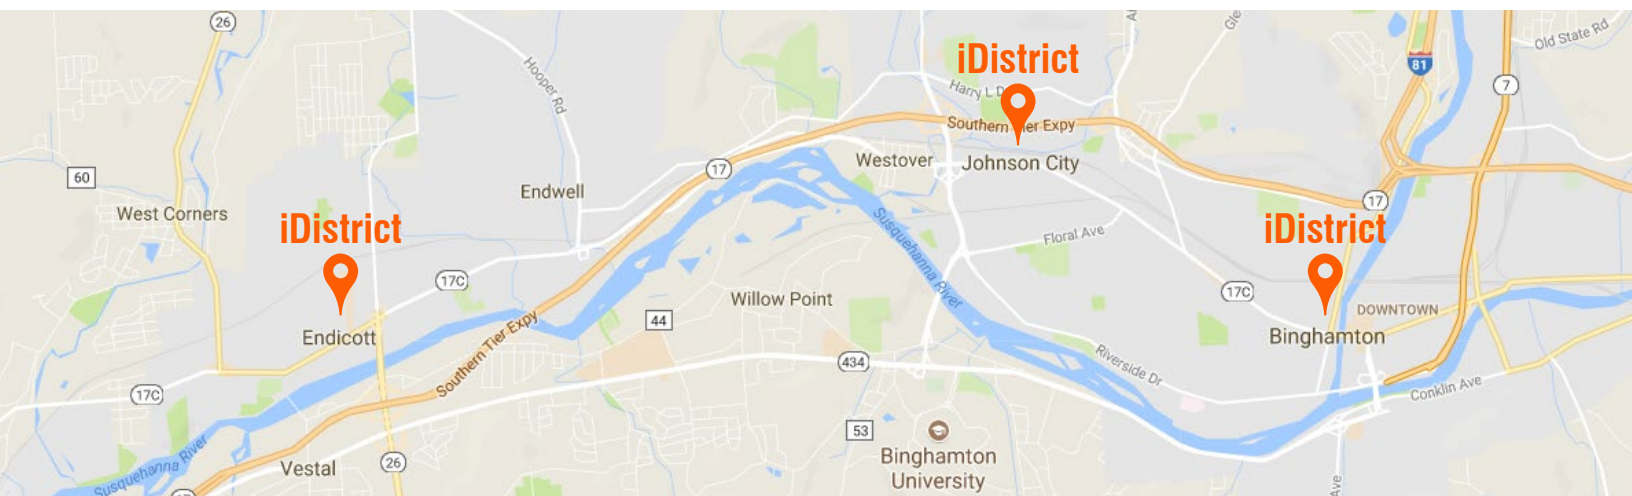 26
Old State Rd
iDistrict
Hooper Rd
81
7
Harry L D
Southern Tier Expy
Westover
Johnson City
17
60
Endwell
17
West Corners
iDistrict
iDistrict
Susquehanna River
Floral Ave
17C
17C
Willow Point
DOWNTOWN
44
Endicott
Binghamton
Southern Tier Expy
434
Riverside Dr
17C
Conklin Ave
53
Binghamton
University
Vestal
26
Susquehanna River
Ave